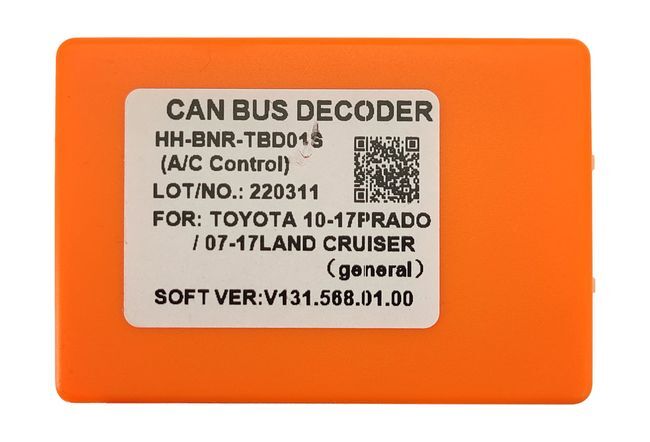 CAN BUS DECODER
HH-BNR-TBD01S
(A/C Control)
LOT/NO.: 220311
FOR: TOYOTA 10-17PRADO
/ 07-17LAND CRUISER
（general）
SOFT VER:V131.568.01.00